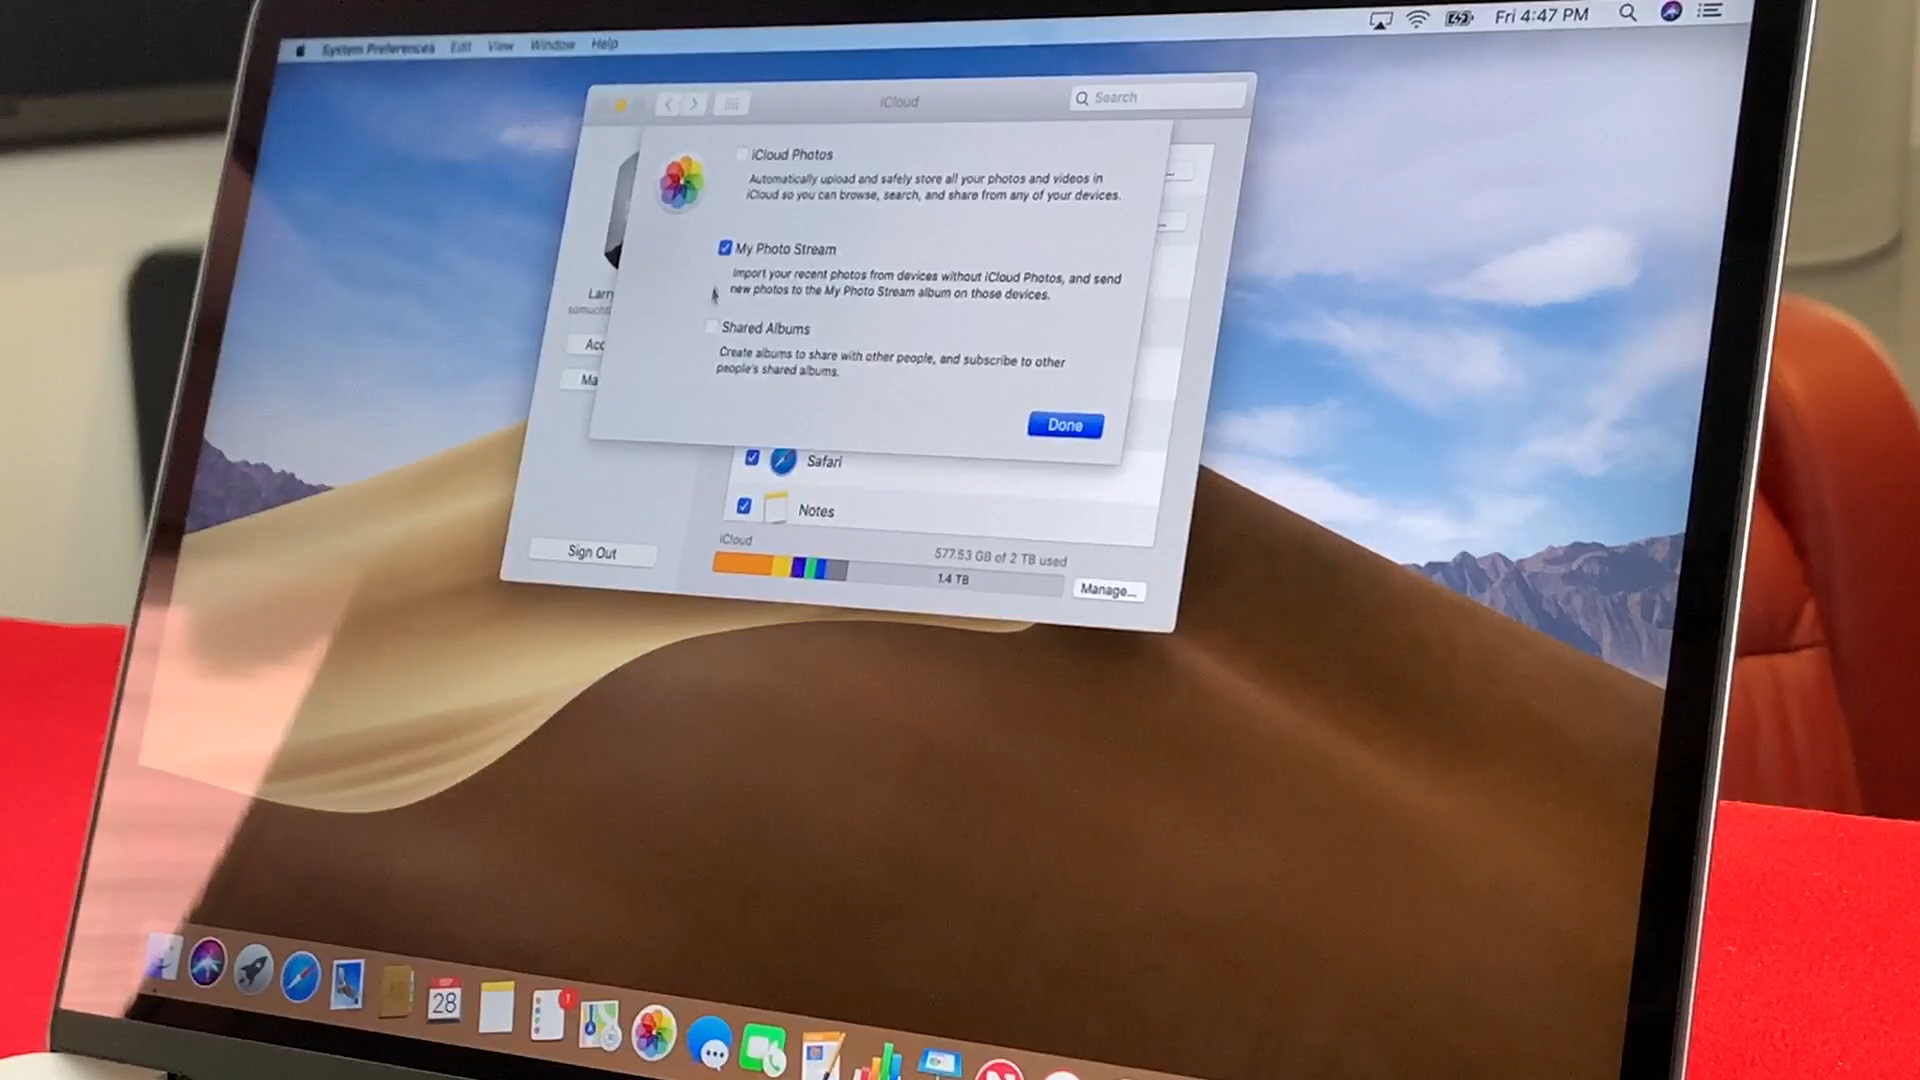 System Preferences Edit View Window Help
Fri 4:47 PM
iCloud
Search
iCloud Photos
Automatically upload and safely store all your photos and videos in
iCloud so you can browse, search, and share from any of your devices.
My Photo Stream
Import your recent photos from devices without iCloud Photos, and send
new photos to the My Photo Stream album on those devices.
Shared Albums
Create albums to share with other people, and subscribe to other
people's shared albums.
Done
Larr
Acc
Ma
Safari
Notes
Sign Out
iCloud
577.53 GB of 2 TB used
1.4 TB
Manage...
28
1